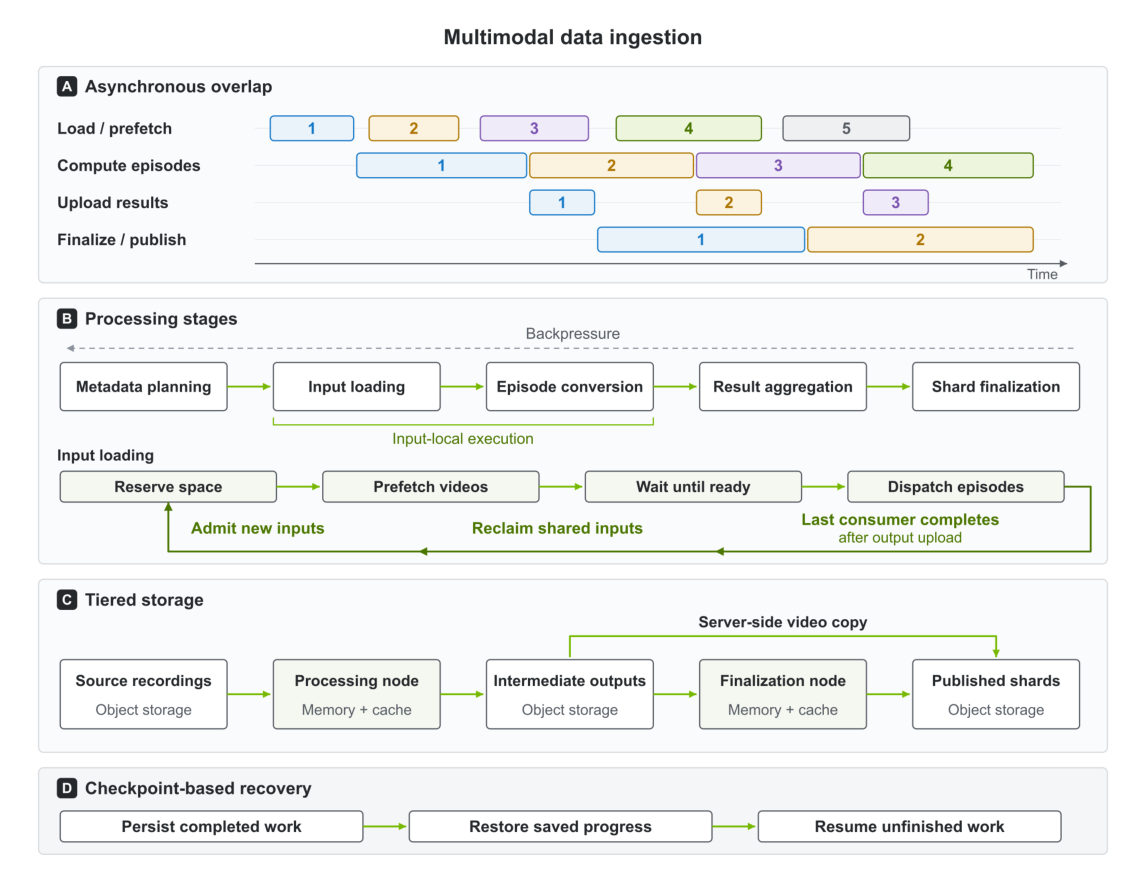 Multimodal data ingestion
A Asynchronous overlap
Load / prefetch 1 2 3 4 5
Compute episodes 1 2 3 4
Upload results 1 2 3
Finalize / publish 1 2
Time
B Processing stages
Backpressure
Metadata planning Input loading Episode conversion Result aggregation Shard finalization
Input-local execution
Input loading
Reserve space Prefetch videos Wait until ready Dispatch episodes
Admit new inputs Reclaim shared inputs Last consumer completes
after output upload
C Tiered storage
Server-side video copy
Source recordings Processing node Intermediate outputs Finalization node Published shards
Object storage Memory + cache Object storage Memory + cache Object storage
D Checkpoint-based recovery
Persist completed work Restore saved progress Resume unfinished work